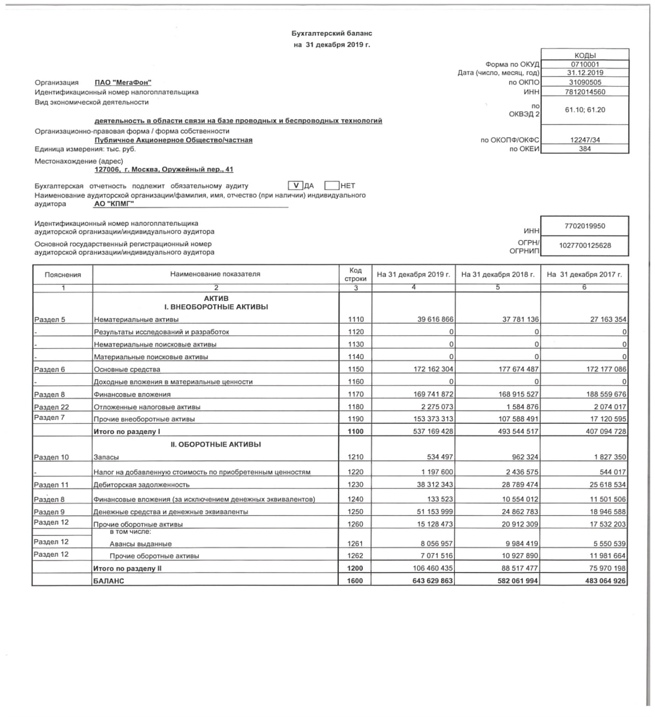 Бухгалтерский баланс
на 31 декабря 2019 г.
КОДЫ
Форма по ОКУД 0710001
Дата (число, месяц, год) 31.12.2019
Организация ПАО "МегаФон" по ОКПО 31090505
Идентификационный номер налогоплательщика ИНН 7812014560
Вид экономической деятельности по ОКВЭД 2 61.10; 61.20
деятельность в области связи на базе проводных и беспроводных технологий
Организационно-правовая форма / форма собственности
Публичное Акционерное Общество/частная по ОКОПФ/ОКФС 12247/34
Единица измерения: тыс. руб. по ОКЕИ 384
Местонахождение (адрес)
127006, г. Москва, Оружейный пер., 41
Бухгалтерская отчетность подлежит обязательному аудиту V ДА НЕТ
Наименование аудиторской организации/фамилия, имя, отчество (при наличии) индивидуального
аудитора АО "КПМГ"
Идентификационный номер налогоплательщика
аудиторской организации/индивидуального аудитора ИНН 7702019950
Основной государственный регистрационный номер ОГРН/
аудиторской организации/индивидуального аудитора ОГРНИП 1027700125628
Пояснения Наименование показателя Код строки На 31 декабря 2019 г. На 31 декабря 2018 г. На 31 декабря 2017 г.
1 2 3 4 5 6
АКТИВ
I. ВНЕОБОРОТНЫЕ АКТИВЫ
Раздел 5 Нематериальные активы 1110 39 616 866 37 781 136 27 163 354
- Результаты исследований и разработок 1120 0 0 0
- Нематериальные поисковые активы 1130 0 0 0
- Материальные поисковые активы 1140 0 0 0
Раздел 6 Основные средства 1150 172 162 304 177 674 487 172 177 086
- Доходные вложения в материальные ценности 1160 0 0 0
Раздел 8 Финансовые вложения 1170 169 741 872 168 915 527 188 559 676
Раздел 22 Отложенные налоговые активы 1180 2 275 073 1 584 876 2 074 017
Раздел 7 Прочие внеоборотные активы 1190 153 373 313 107 588 491 17 120 595
Итого по разделу I 1100 537 169 428 493 544 517 407 094 728
II. ОБОРОТНЫЕ АКТИВЫ
Раздел 10 Запасы 1210 534 497 962 324 1 827 350
- Налог на добавленную стоимость по приобретенным ценностям 1220 1 197 600 2 436 575 544 017
Раздел 11 Дебиторская задолженность 1230 38 312 343 28 789 474 25 618 534
Раздел 8 Финансовые вложения (за исключением денежных эквивалентов) 1240 133 523 10 554 012 11 501 506
Раздел 9 Денежные средства и денежные эквиваленты 1250 51 153 999 24 862 783 18 946 588
Раздел 12 Прочие оборотные активы 1260 15 128 473 20 912 309 17 532 203
в том числе:
Раздел 12 Авансы выданные 1261 8 056 957 9 984 419 5 550 539
Раздел 12 Прочие оборотные активы 1262 7 071 516 10 927 890 11 981 664
Итого по разделу II 1200 106 460 435 88 517 477 75 970 198
БАЛАНС 1600 643 629 863 582 061 994 483 064 926